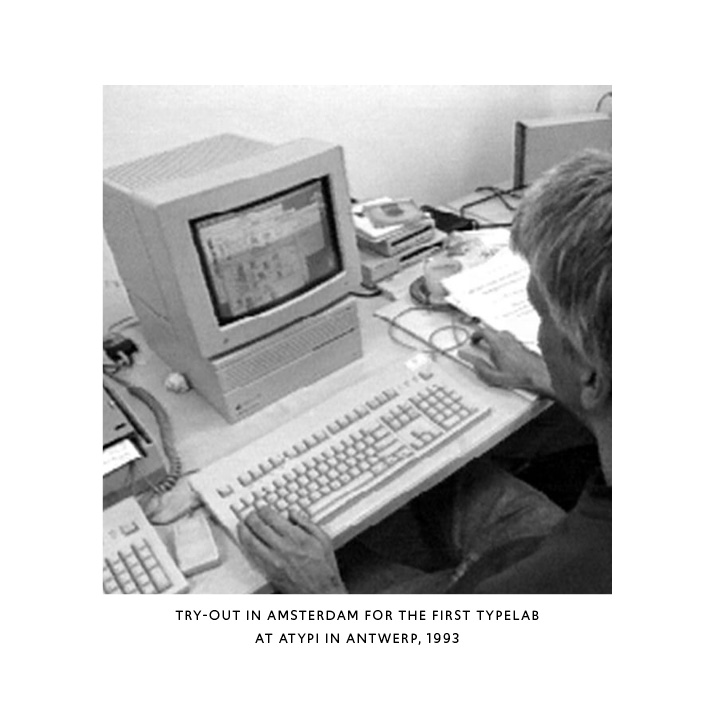 TRY-OUT IN AMSTERDAM FOR THE FIRST TYPELAB
AT ATYPI IN ANTWERP, 1993